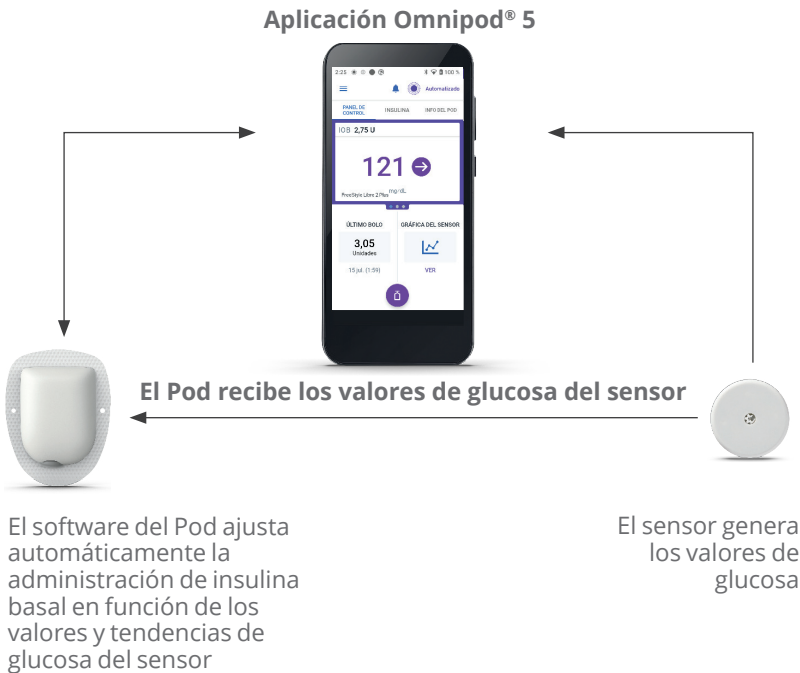 Aplicación Omnipod® 5
2:25 100 %
Automatizado
PANEL DE
CONTROL
INSULINA
INFO DEL POD
IOB 2,75 U
121
mg/dL
FreeStyle Libre 2 Plus
ÚLTIMO BOLO
3,05
Unidades
15 jul. (1:59)
GRÁFICA DEL SENSOR
VER
El Pod recibe los valores de glucosa del sensor
El software del Pod ajusta
automáticamente la
administración de insulina
basal en función de los
valores y tendencias de
glucosa del sensor
El sensor genera
los valores de
glucosa